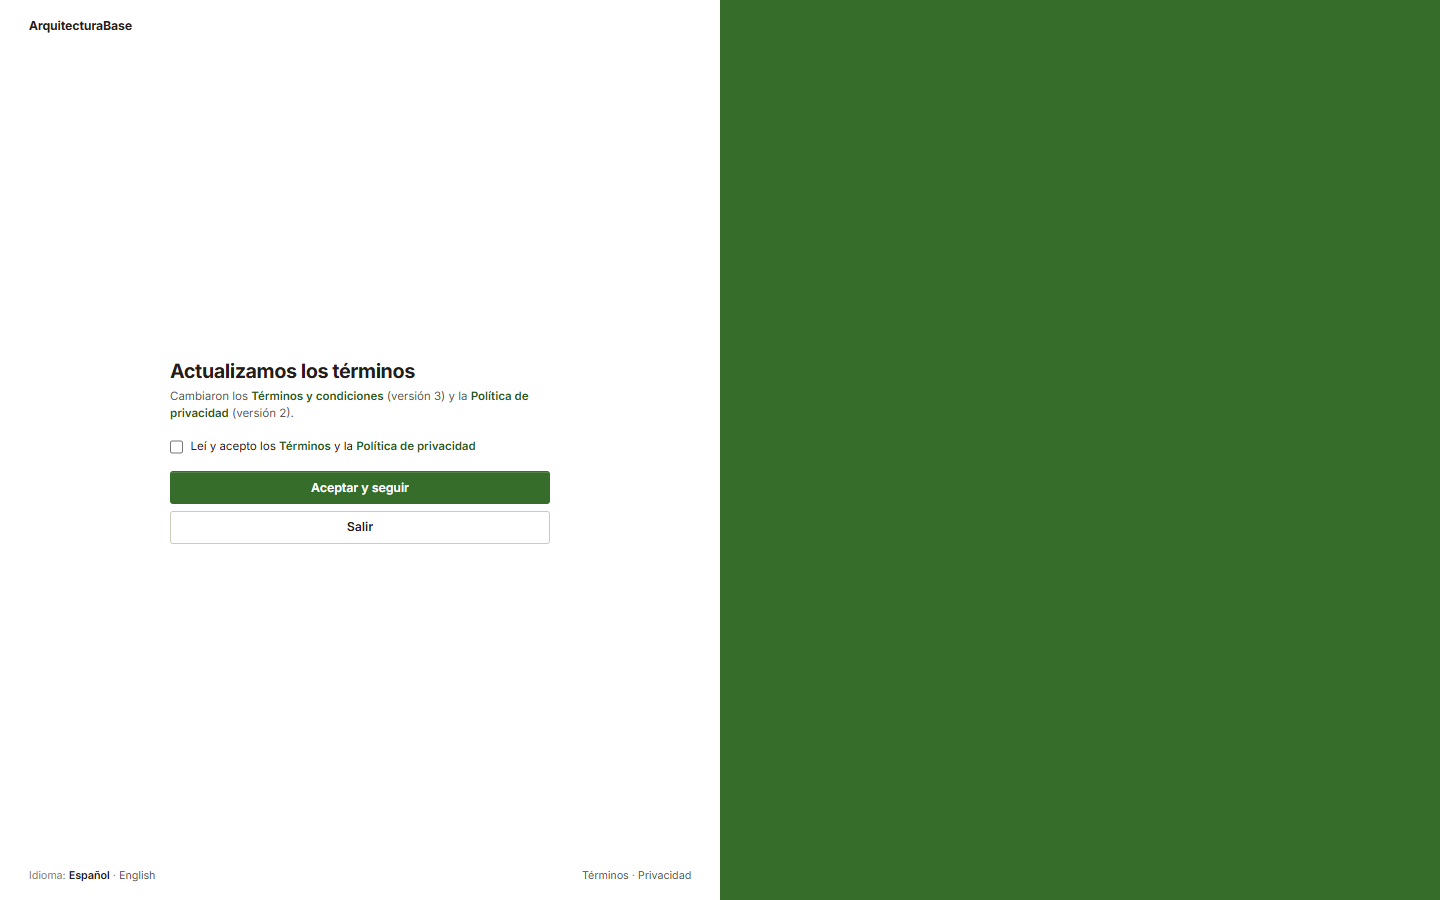 ArquitecturaBase
Actualizamos los términos
Cambiaron los Términos y condiciones (versión 3) y la Política de
privacidad (versión 2).
Leí y acepto los Términos y la Política de privacidad
Aceptar y seguir
Salir
Idioma: Español · English
Términos · Privacidad